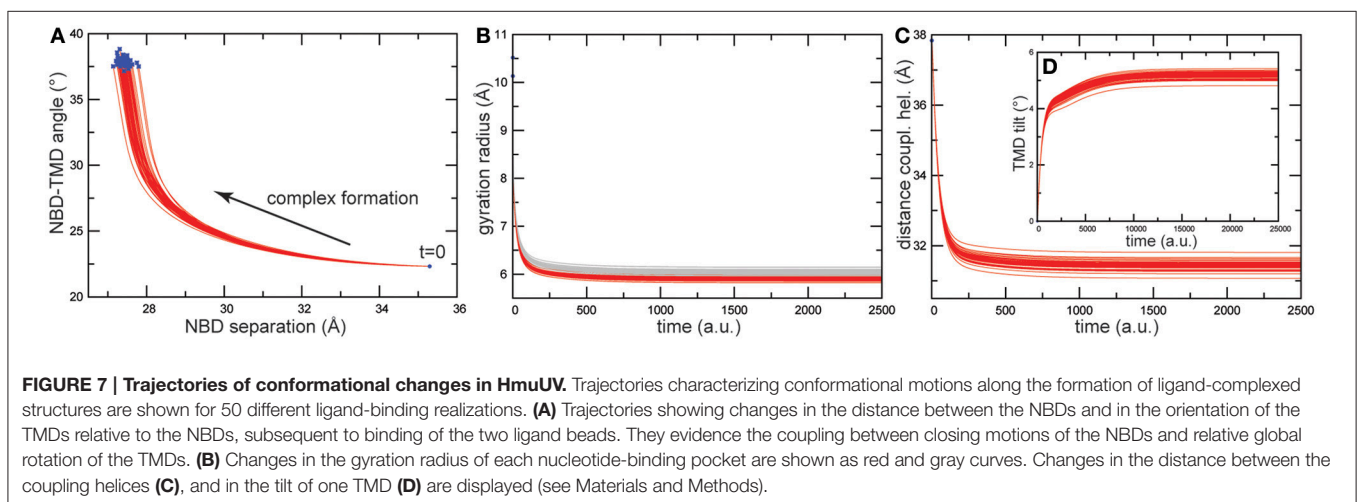 A
40
35
30
25
20
NBD-TMD angle (°)
28 30 32 34 36
NBD separation (Å)
complex formation
t=0
B
11
10
9
8
7
6
gyration radius (Å)
0 500 1000 1500 2000 2500
time (a.u.)
C
38
36
34
32
distance coupl. hel. (Å)
0 500 1000 1500 2000 2500
time (a.u.)
D
6
4
2
0
TMD tilt (°)
0 5000 10000 15000 20000 25000
time (a.u.)
FIGURE 7 | Trajectories of conformational changes in HmuUV. Trajectories characterizing conformational motions along the formation of ligand-complexed
structures are shown for 50 different ligand-binding realizations. (A) Trajectories showing changes in the distance between the NBDs and in the orientation of the
TMDs relative to the NBDs, subsequent to binding of the two ligand beads. They evidence the coupling between closing motions of the NBDs and relative global
rotation of the TMDs. (B) Changes in the gyration radius of each nucleotide-binding pocket are shown as red and gray curves. Changes in the distance between the
coupling helices (C), and in the tilt of one TMD (D) are displayed (see Materials and Methods).